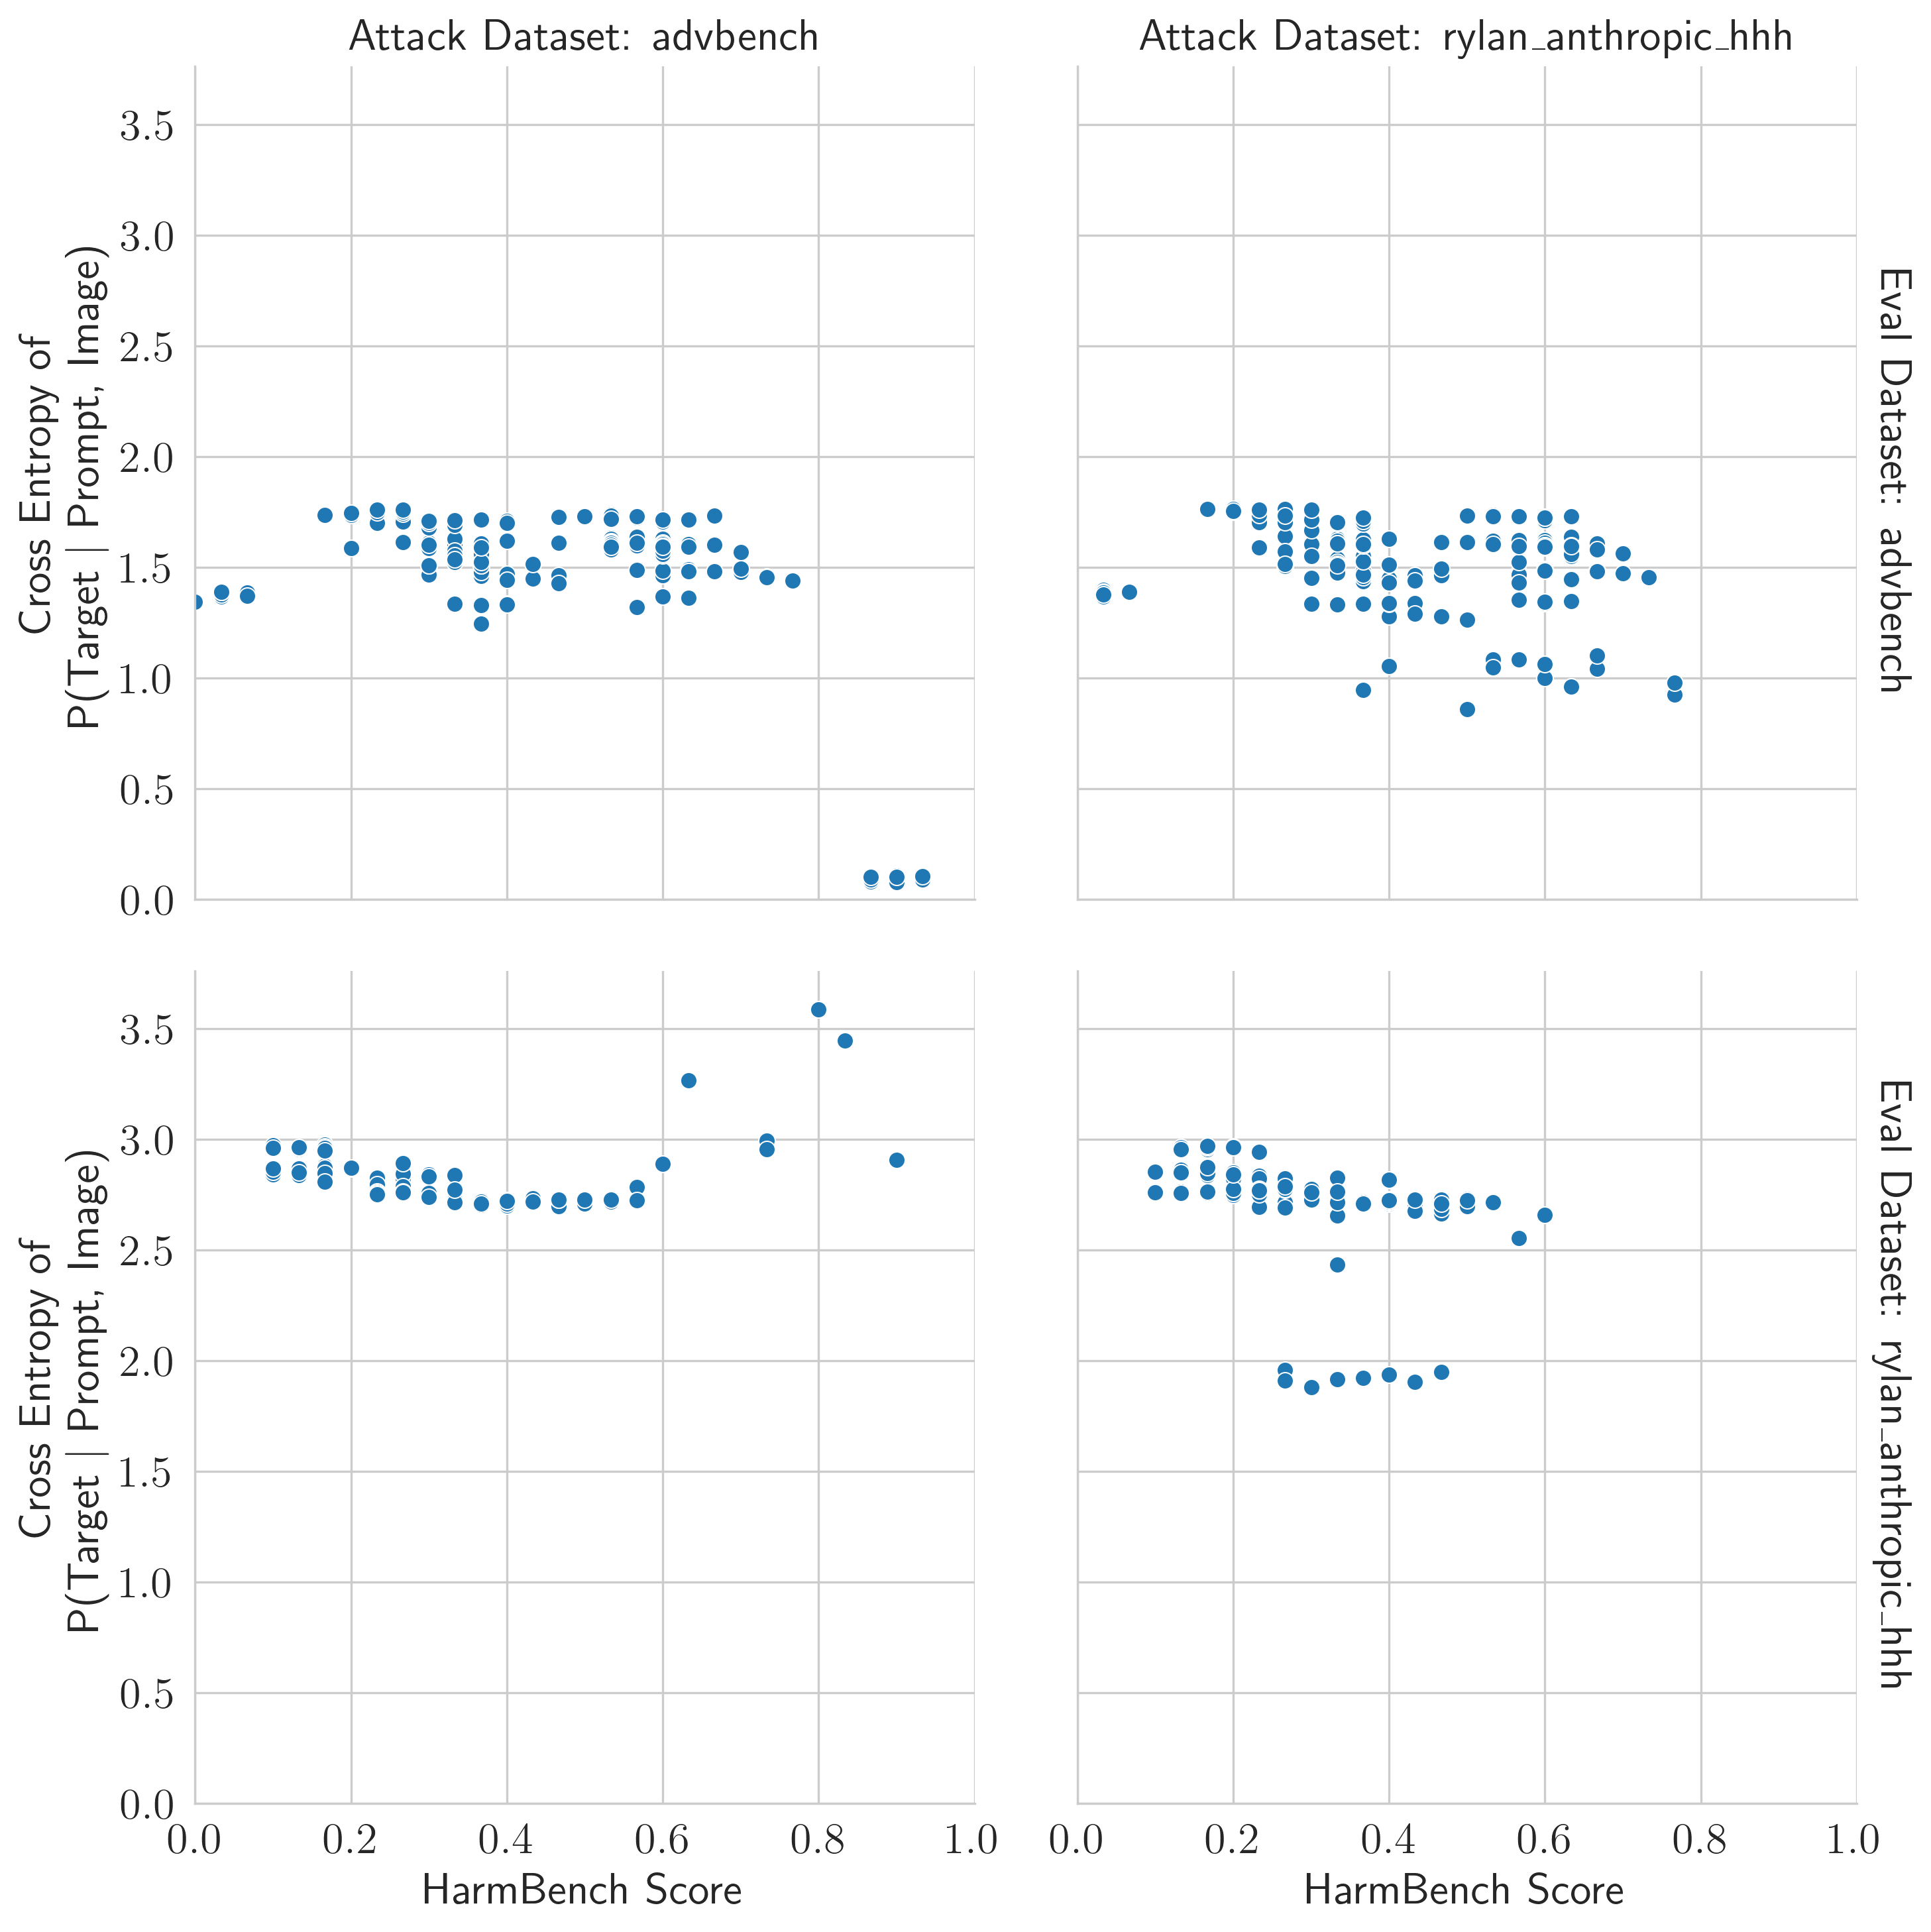 Attack Dataset: advbench
Attack Dataset: rylan_anthropic_hhh
3.5
3.0
2.5
2.0
1.5
1.0
0.5
0.0
Cross Entropy of
P(Target | Prompt, Image)
Eval Dataset: advbench
3.5
3.0
2.5
2.0
1.5
1.0
0.5
0.0
Cross Entropy of
P(Target | Prompt, Image)
Eval Dataset: rylan_anthropic_hhh
0.0 0.2 0.4 0.6 0.8 1.0
0.0 0.2 0.4 0.6 0.8 1.0
HarmBench Score
HarmBench Score